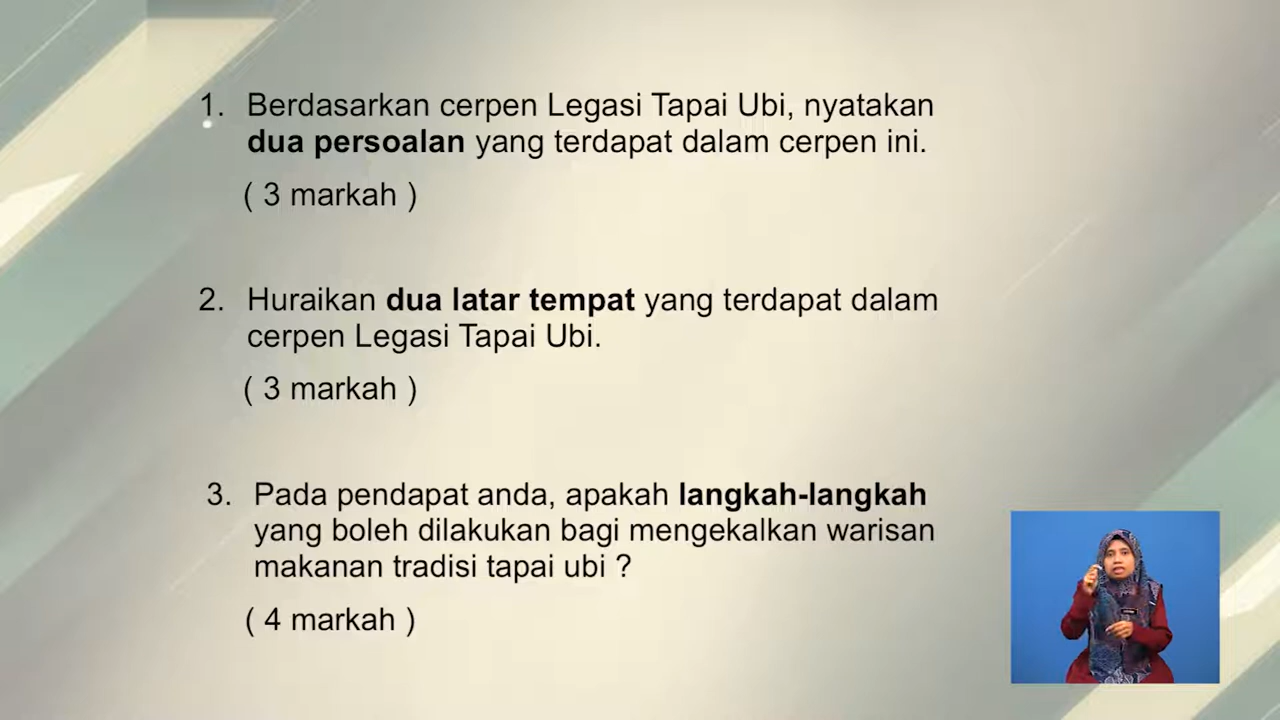 1. Berdasarkan cerpen Legasi Tapai Ubi, nyatakan
dua persoalan yang terdapat dalam cerpen ini.
( 3 markah )
2. Huraikan dua latar tempat yang terdapat dalam
cerpen Legasi Tapai Ubi.
( 3 markah )
3. Pada pendapat anda, apakah langkah-langkah
yang boleh dilakukan bagi mengekalkan warisan
makanan tradisi tapai ubi ?
( 4 markah )